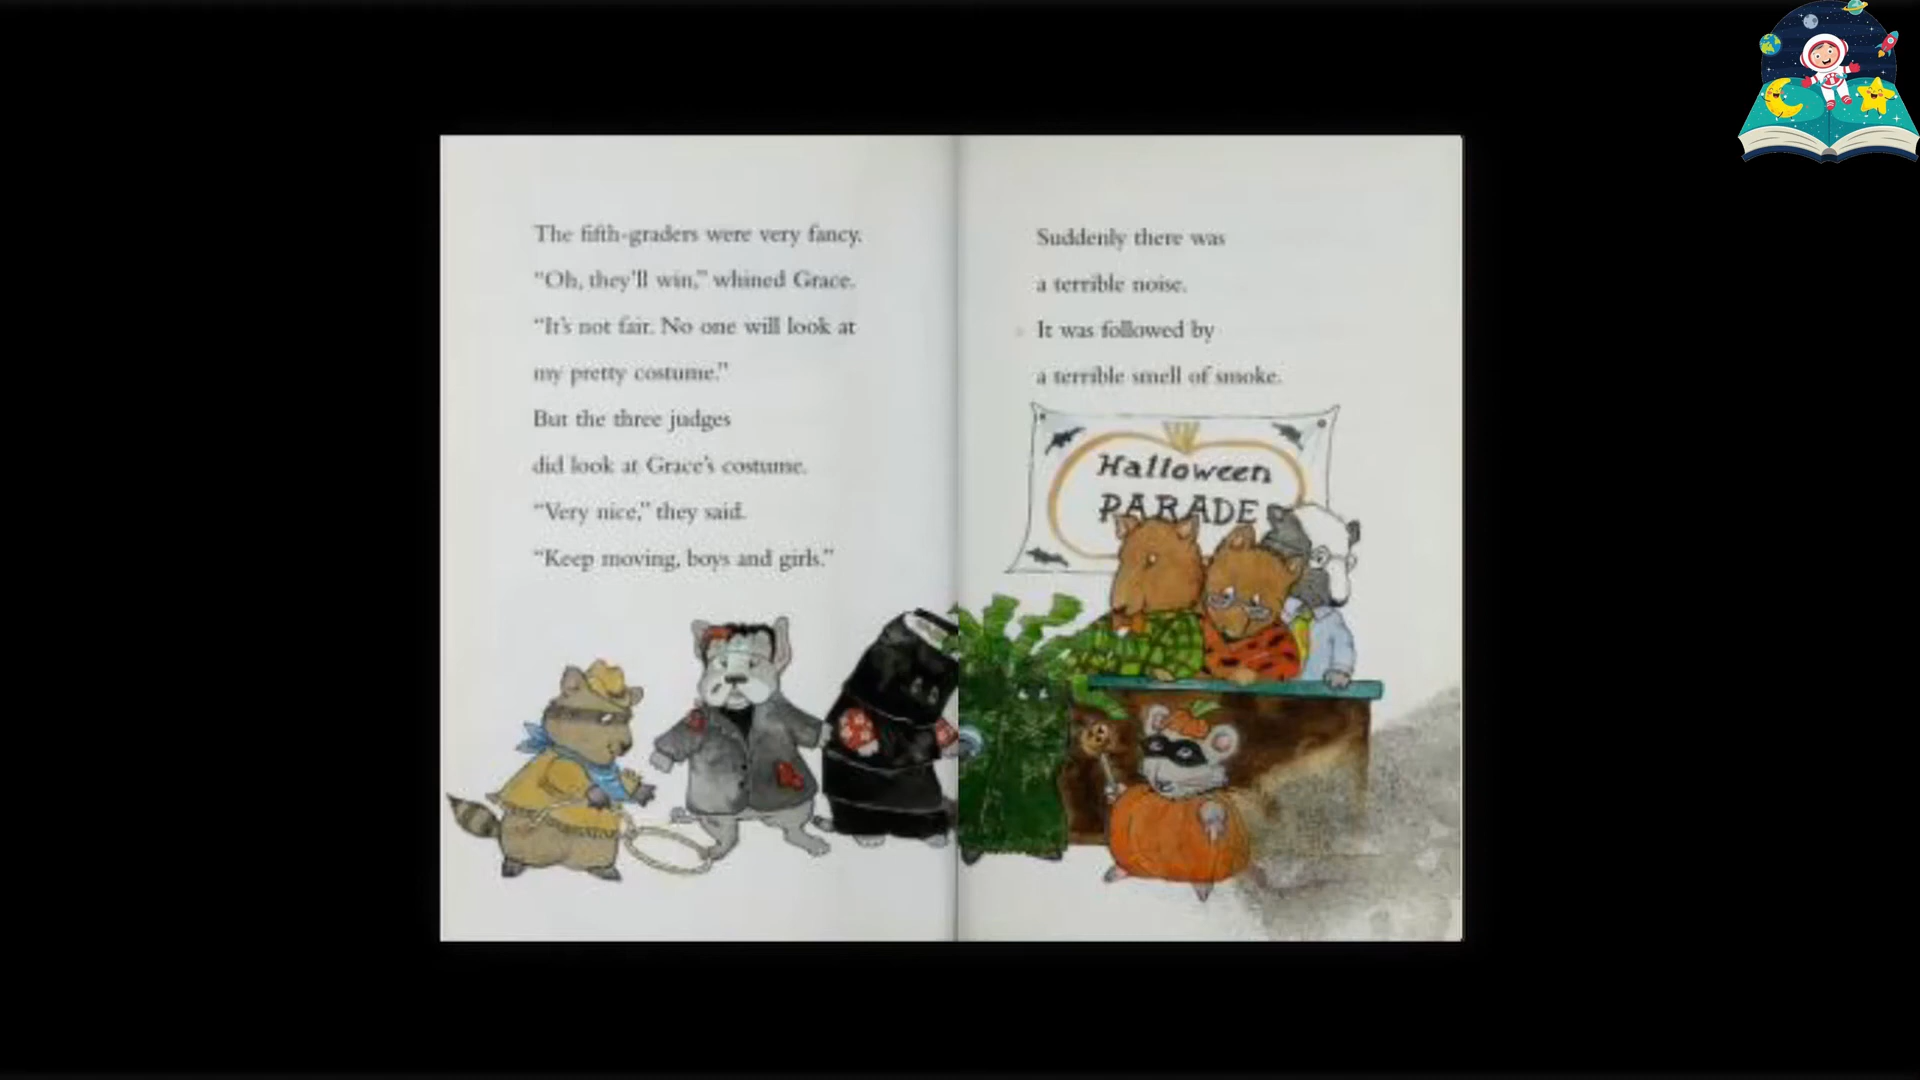 The fifth-graders were very fancy.
“Oh, they’ll win,” whined Grace.
“It’s not fair. No one will look at
my pretty costume.”
But the three judges
did look at Grace’s costume.
“Very nice,” they said.
“Keep moving, boys and girls.”
Suddenly there was
a terrible noise.
It was followed by
a terrible smell of smoke.
Halloween
PARADE